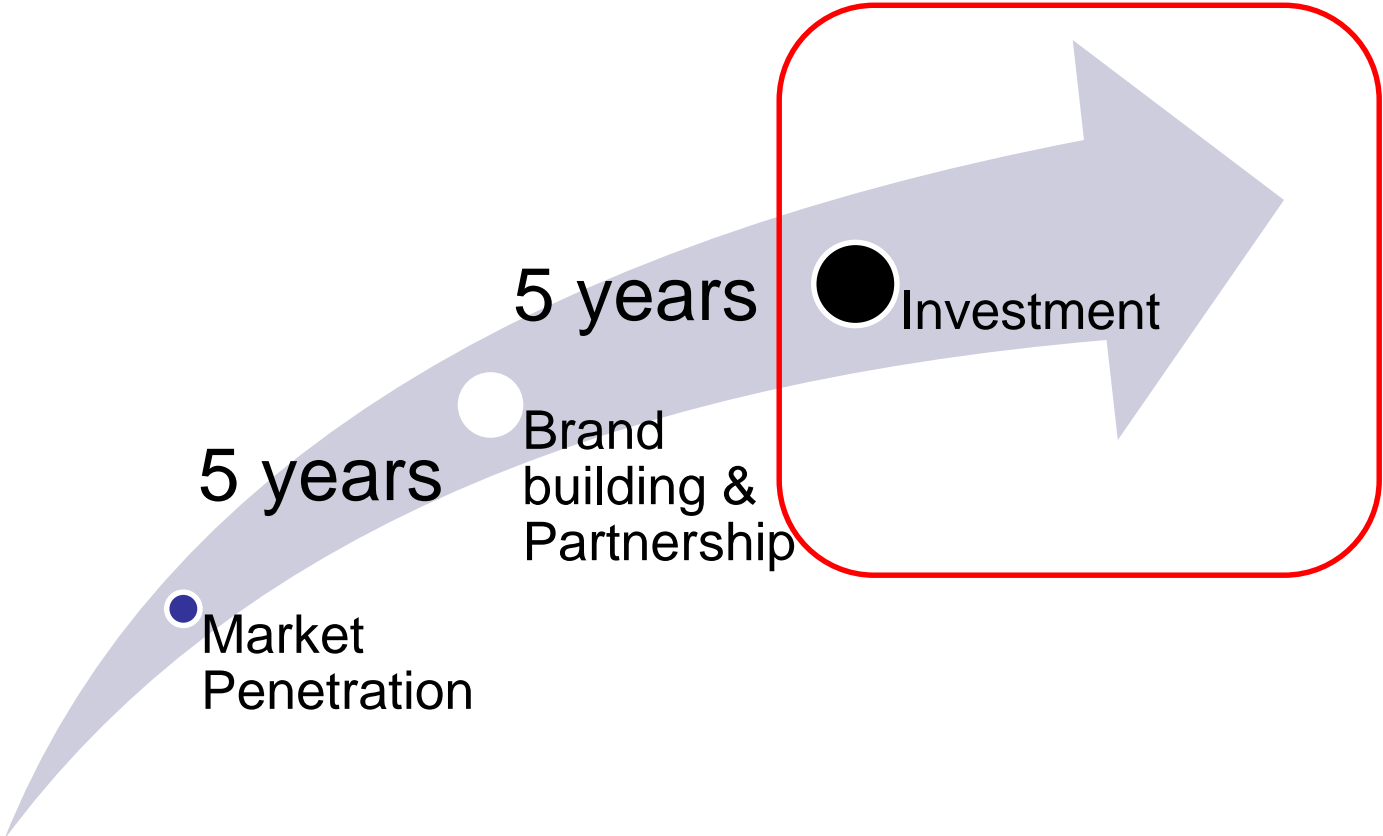 5 years
Investment
5 years
Brand
building &
Partnership
Market
Penetration